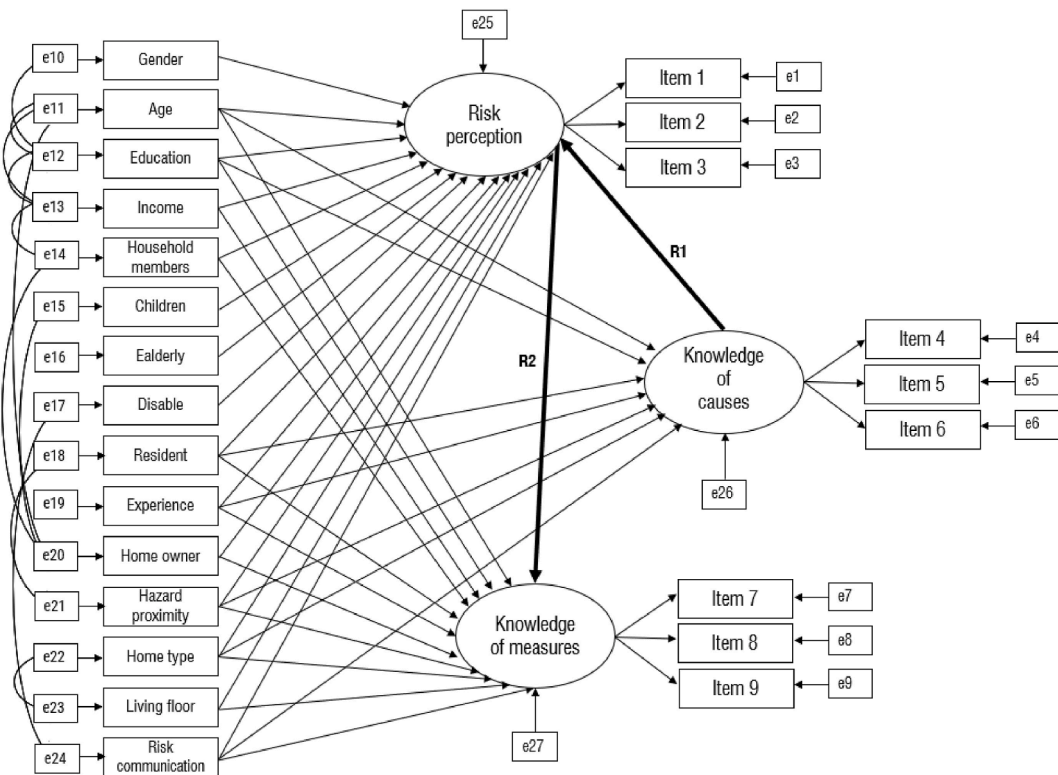 e25
e10
Gender
Item 1
e1
e11
Age
Risk
perception
Item 2
e2
e12
Education
Item 3
e3
e13
Income
e14
Household
members
R1
e15
Children
e16
Ealderly
R2
Knowledge
of
causes
Item 4
e4
e17
Disable
Item 5
e5
e18
Resident
Item 6
e6
e19
Experience
e26
e20
Home owner
e21
Hazard
proximity
Knowledge
of measures
Item 7
e7
e22
Home type
Item 8
e8
e23
Living floor
Item 9
e9
e24
Risk
communication
e27